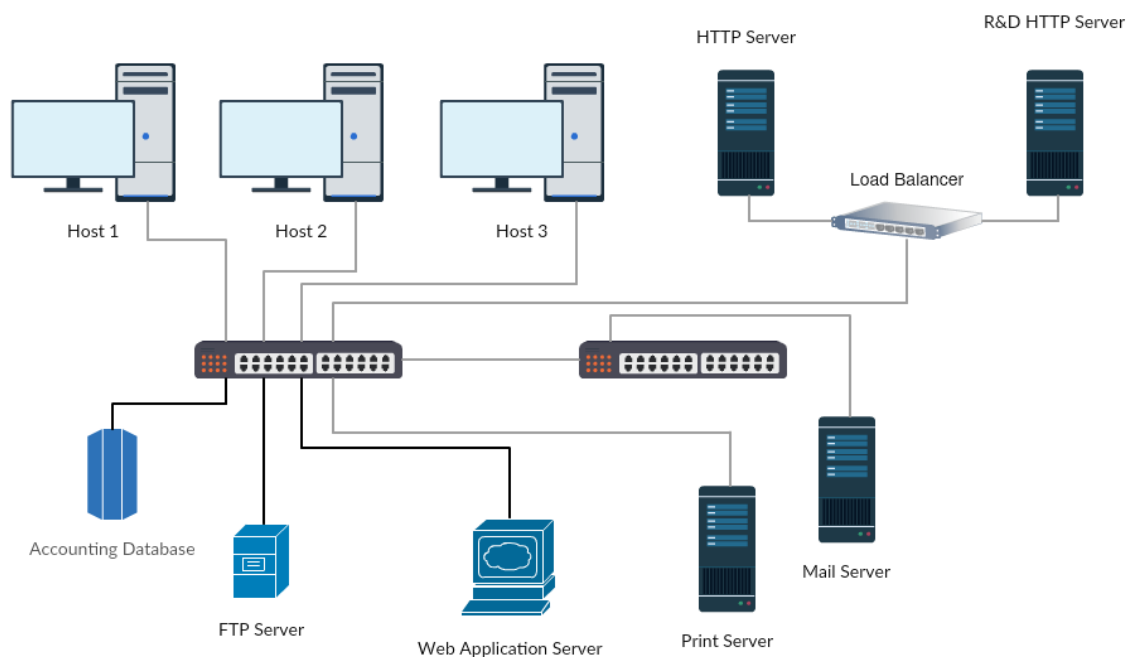 HTTP Server
R&D HTTP Server
Load Balancer
Host 1
Host 2
Host 3
Accounting Database
FTP Server
Web Application Server
Print Server
Mail Server